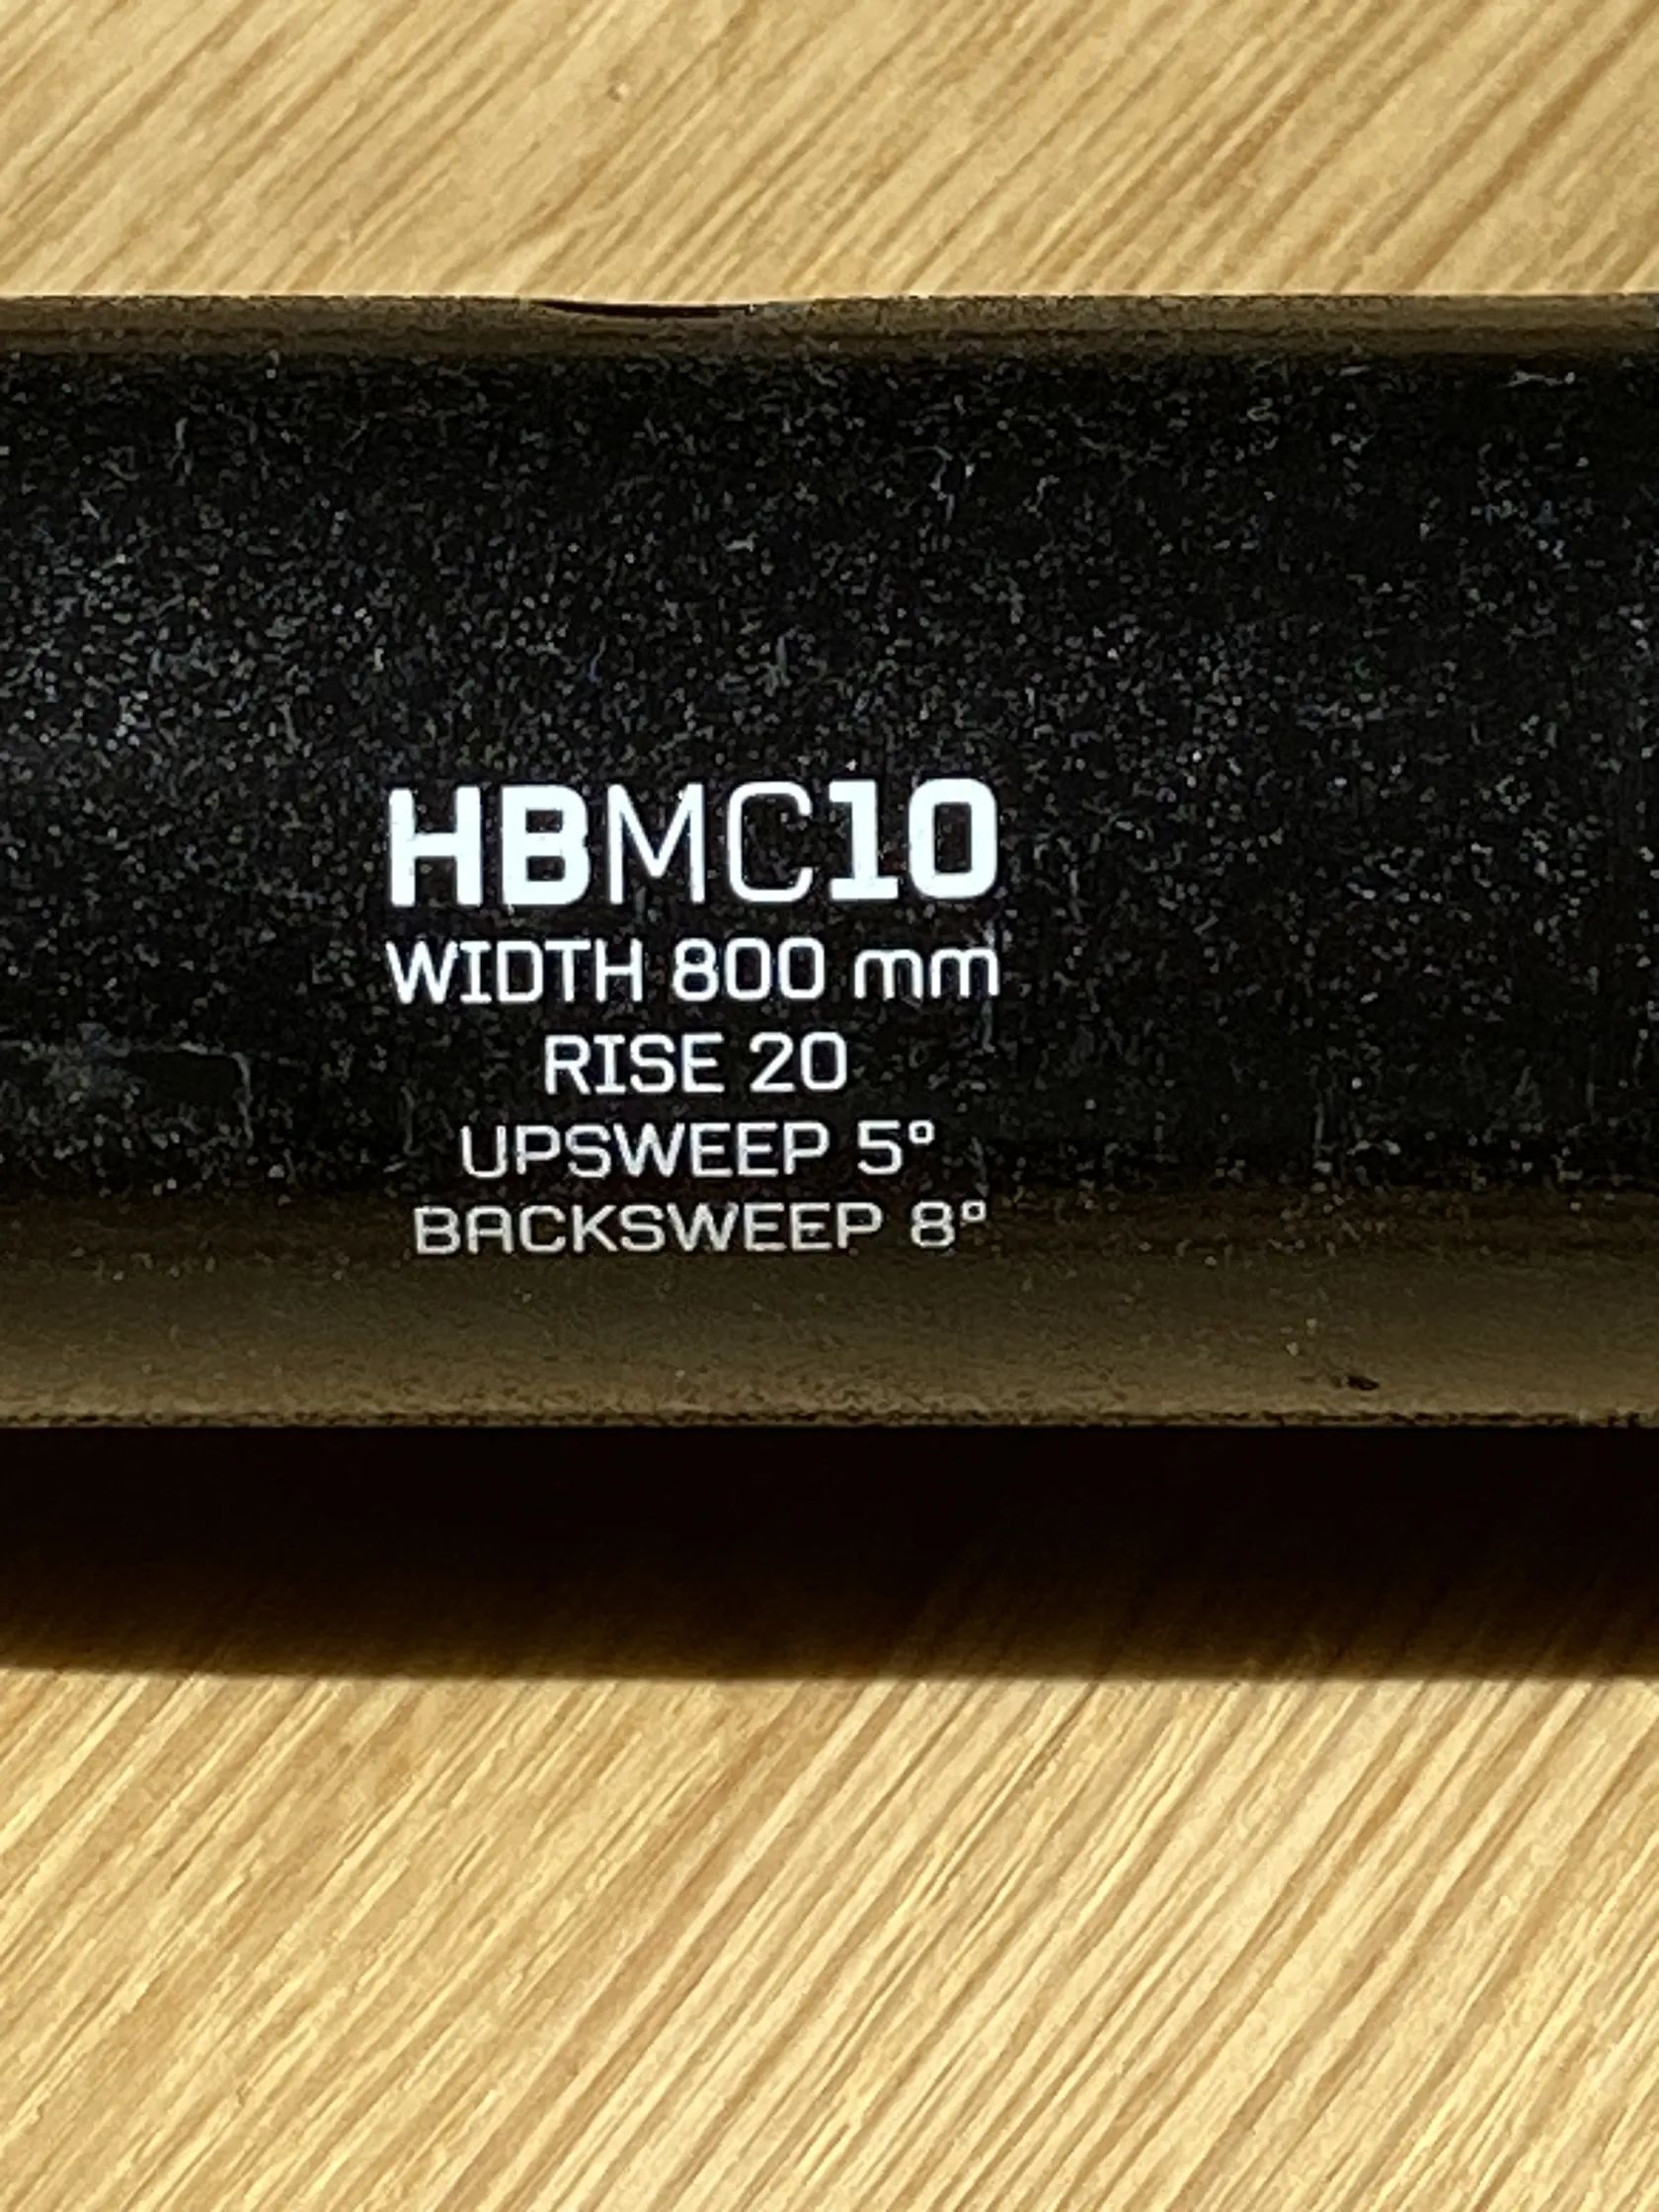 HBMC10
WIDTH 800 mm
RISE 20
UPSWEEP 5°
BACKSWEEP 8°